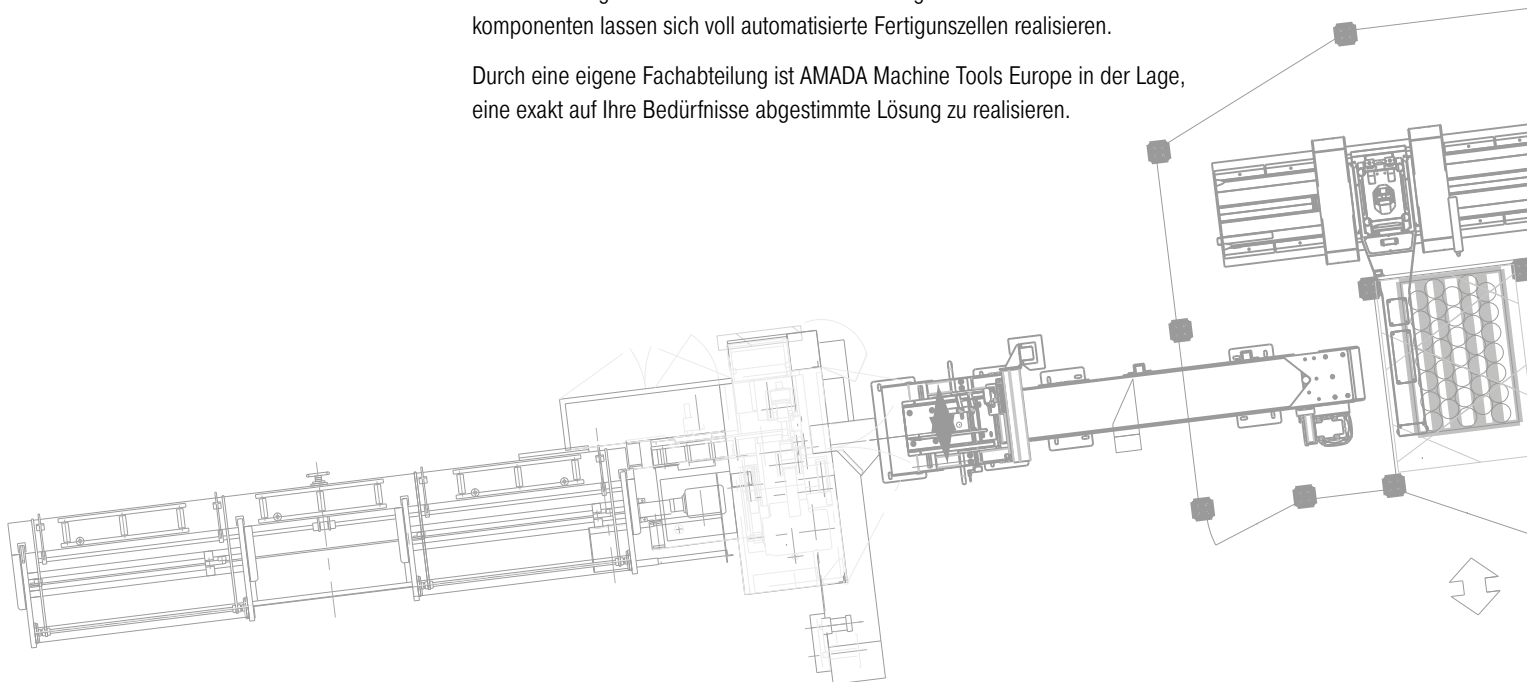 komponenten lassen sich voll automatisierte Fertigunszellen realisieren.
Durch eine eigene Fachabteilung ist AMADA Machine Tools Europe in der Lage,
eine exakt auf Ihre Bedürfnisse abgestimmte Lösung zu realisieren.